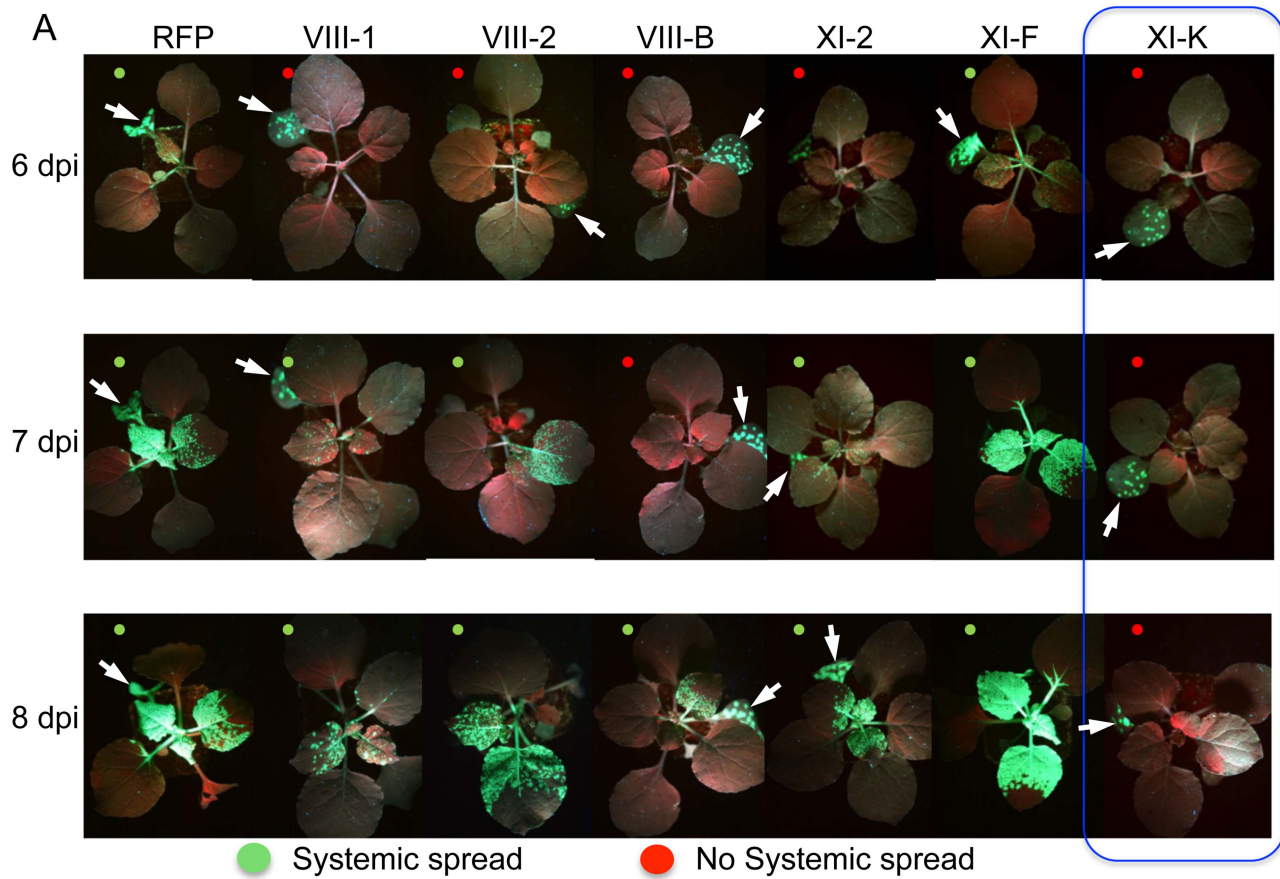 A
RFP VIII-1 VIII-2 VIII-B XI-2 XI-F XI-K
6 dpi
7 dpi
8 dpi
Systemic spread No Systemic spread